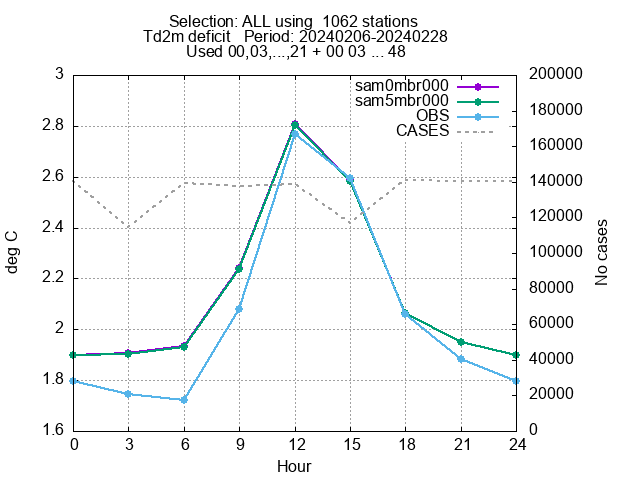 Selection: ALL using  1062 stations
Td2m deficit   Period: 20240206-20240228
Used 00,03,...,21 + 00 03 ... 48
sam0mbr000
sam5mbr000
OBS
CASES
3
2.8
2.6
2.4
2.2
2
1.8
1.6
deg C
200000
180000
160000
140000
120000
100000
80000
60000
40000
20000
0
No cases
0 3 6 9 12 15 18 21 24
Hour